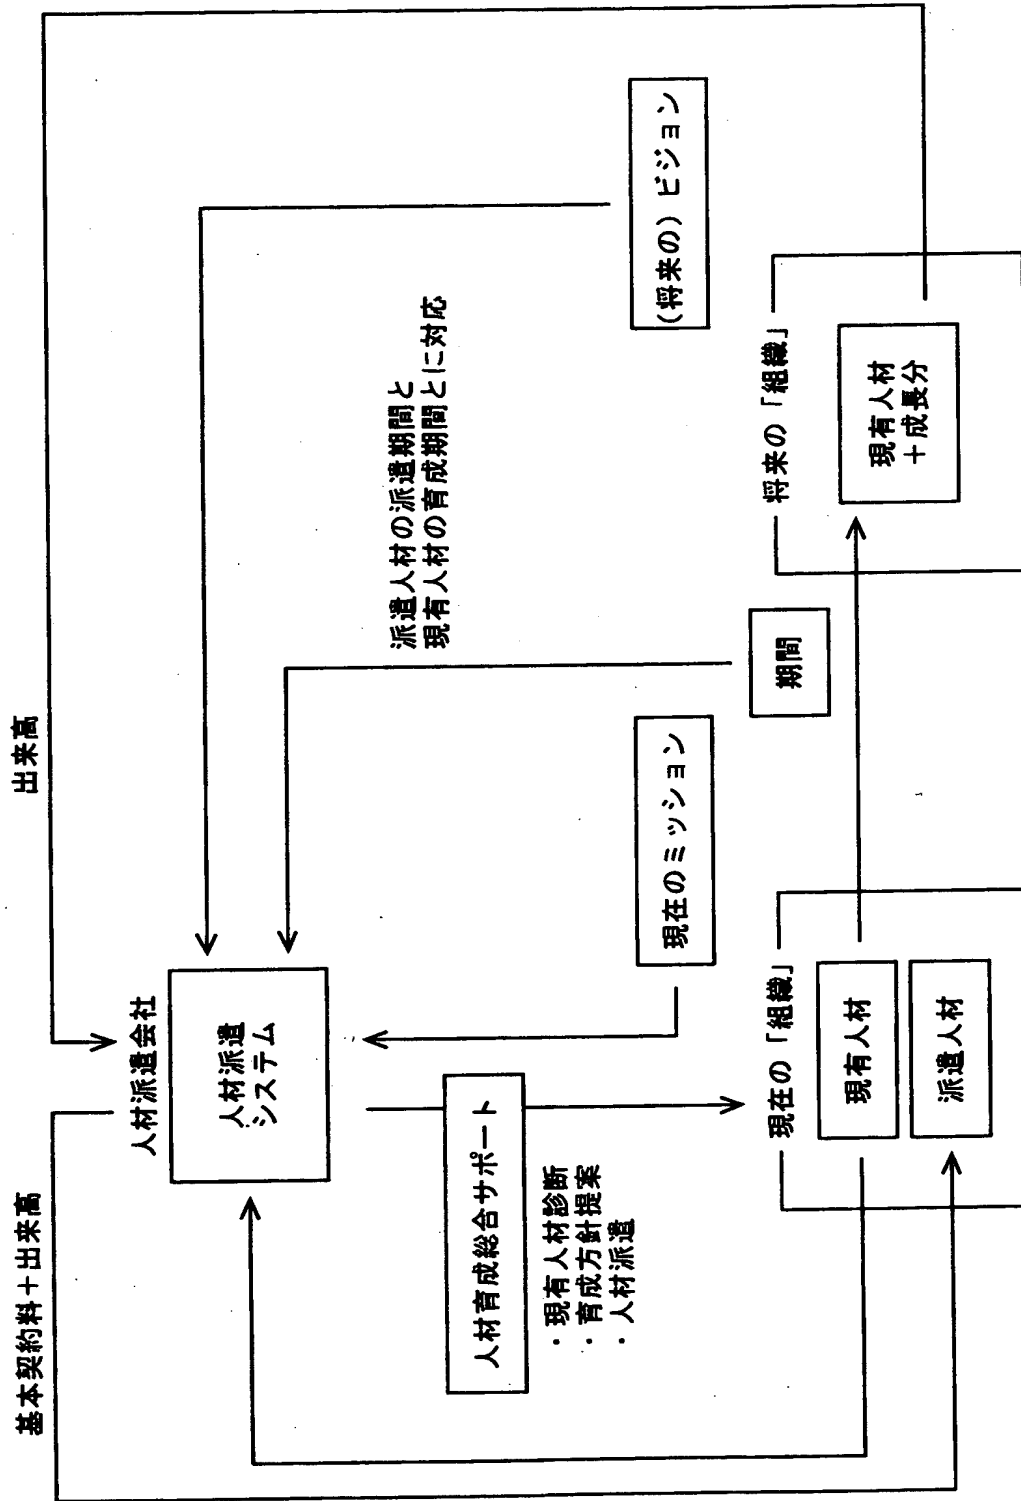 基本契約料＋出来高
出来高
人材派遣会社
人材派遣
システム
派遣人材の派遣期間と
現有人材の育成期間とに対応
人材育成総合サポート
・現有人材診断
・育成方針提案
・人材派遣
現在のミッション
(将来の) ビジョン
期間
現在の「組織」
現有人材
派遣人材
将来の「組織」
現有人材
＋成長分